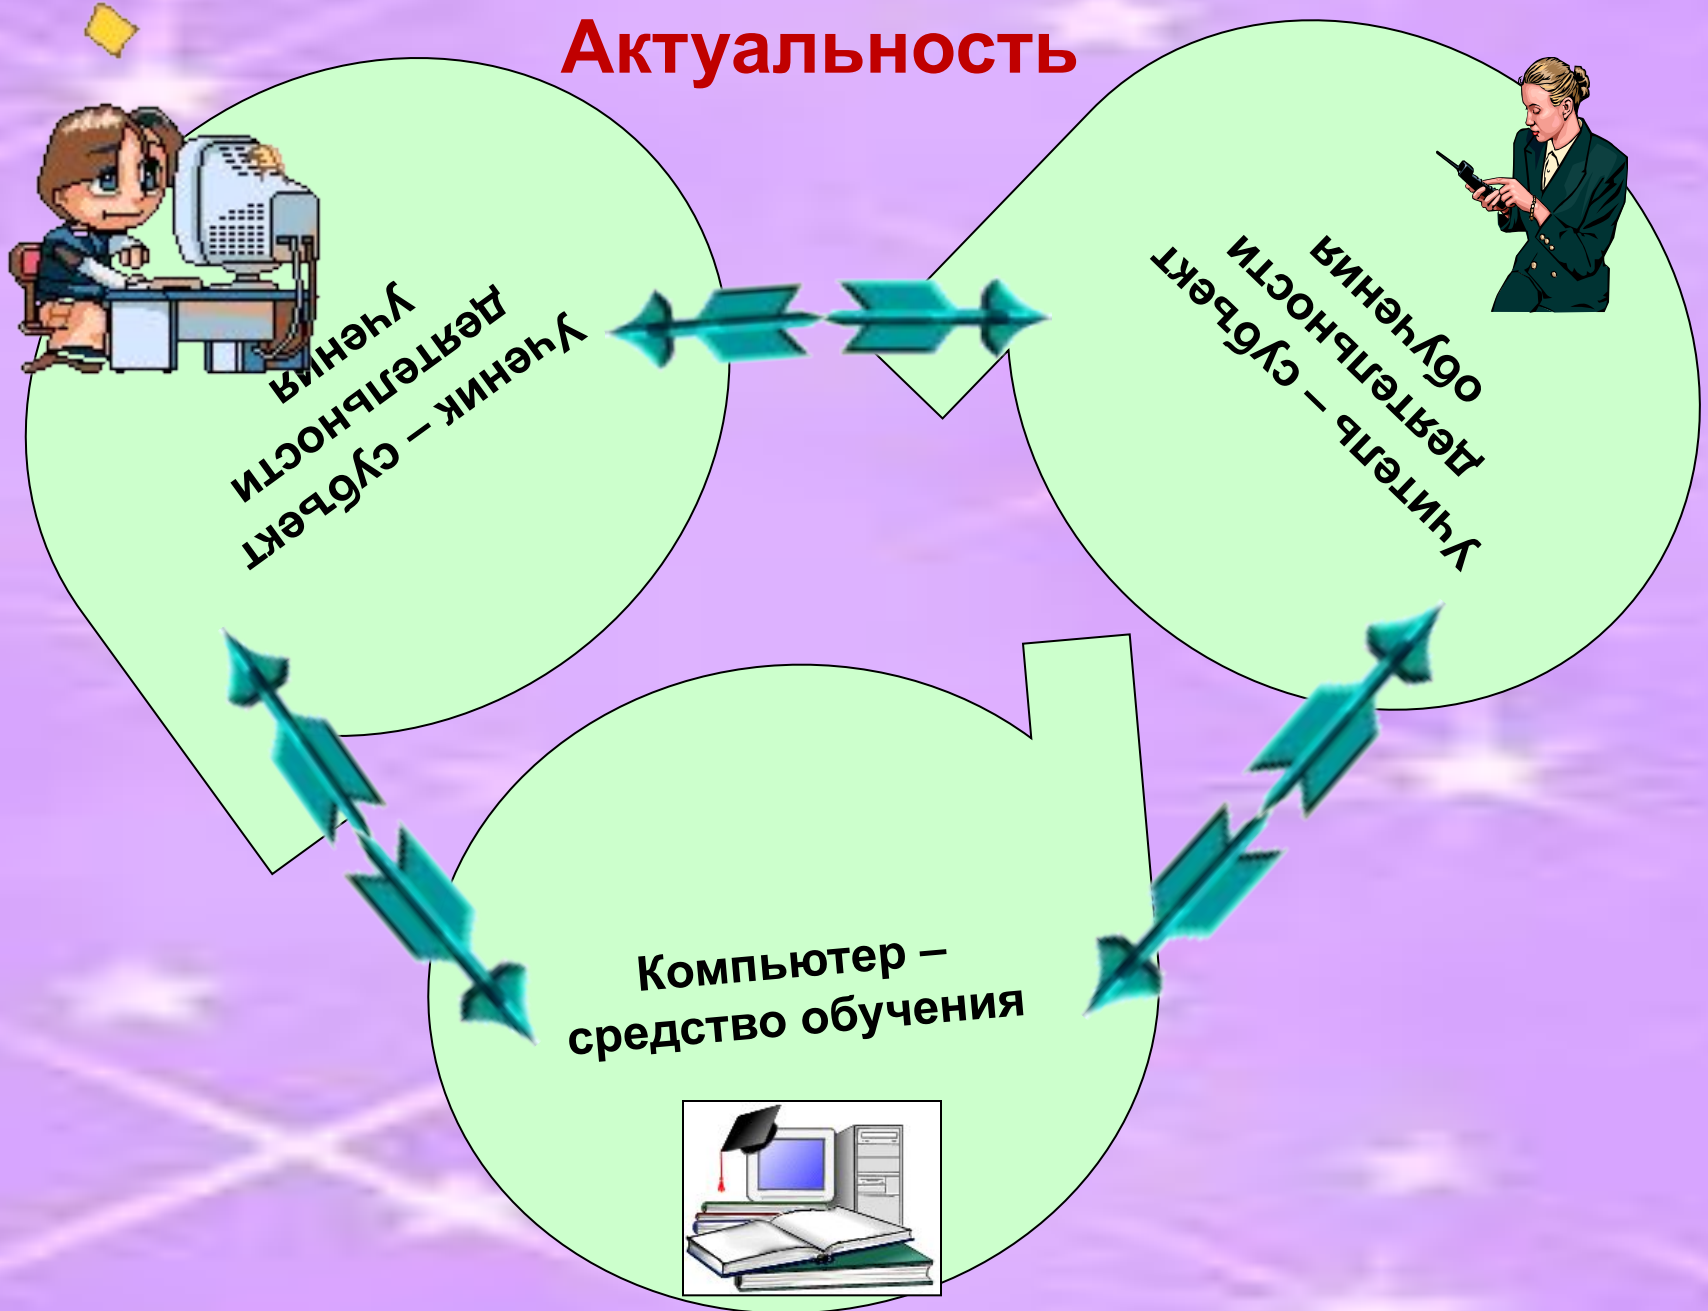 Актуальность
Ученик – субъект
деятельности
учения
Учитель – субъект
деятельности
обучения
Компьютер –
средство обучения